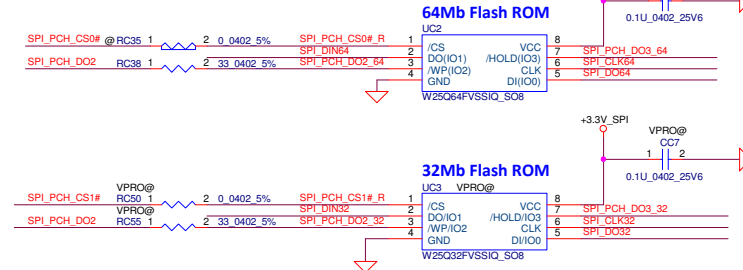 64Mb Flash ROM
0.1U_0402_25V6
UC2
SPI_PCH_CS0# @ RC35 1 2 0_0402_5% SPI_PCH_CS0#_R 1 /CS VCC 8
SPI_DIN64 2 DO(IO1) /HOLD(IO3) 7 SPI_PCH_DO3_64
SPI_PCH_DO2 RC38 1 2 33_0402_5% SPI_PCH_DO2_64 3 /WP(IO2) CLK 6 SPI_CLK64
4 GND DI(IO0) 5 SPI_DO64
W25Q64FVSSIQ_SO8
+3.3V_SPI
VPRO@
CC7
1 2
32Mb Flash ROM
0.1U_0402_25V6
VPRO@ UC3 VPRO@
SPI_PCH_CS1# RC50 1 2 0_0402_5% SPI_PCH_CS1#_R 1 /CS VCC 8
VPRO@ SPI_DIN32 2 DO/IO1 /HOLD/IO3 7 SPI_PCH_DO3_32
SPI_PCH_DO2 RC55 1 2 33_0402_5% SPI_PCH_DO2_32 3 /WP/IO2 CLK 6 SPI_CLK32
4 GND DI/IO0 5 SPI_DO32
W25Q32FVSSIQ_SO8